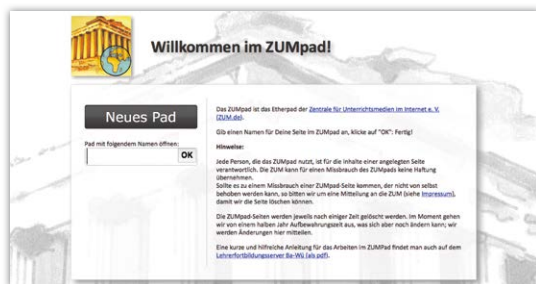 Willkommen im ZUMpad!
Neues Pad
Pad mit folgendem Namen öffnen:
OK
Das ZUMpad ist das Etherpad der Zentrale für Unterrichtsmedien im Internet e. V.
(ZUM.de).
Gib einen Namen für Deine Seite im ZUMpad an, klicke auf "OK": Fertig!
Hinweise:
Jede Person, die das ZUMpad nutzt, ist für die Inhalte einer angelegten Seite
verantwortlich. Die ZUM kann für einen Missbrauch des ZUMpads keine Haftung
übernehmen.
Sollte es zu einem Missbrauch einer ZUMpad-Seite kommen, der nicht von selbst
behoben werden kann, so bitten wir um eine Mitteilung an die ZUM (siehe Impressum),
damit wir die Seite löschen können.
Die ZUMpad-Seiten werden jeweils nach einiger Zeit gelöscht werden. Im Moment gehen
wir von einem halben Jahr Aufbewahrungszeit aus, was sich aber noch ändern kann; wir
werden Änderungen hier mitteilen.
Eine kurze und hilfreiche Anleitung für das Arbeiten im ZUMPad findet man auch auf dem
Lehrerfortbildungsserver Ba-Wü (als pdf).